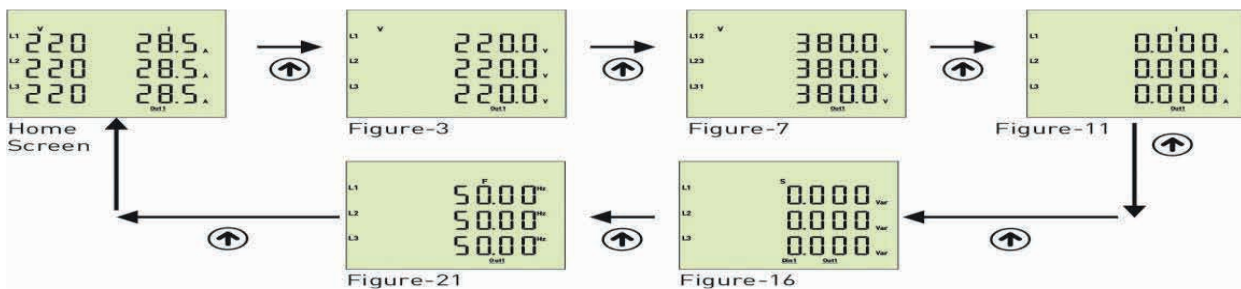 V I
L1 220 28.5 A
L2 220 28.5 A
L3 220 28.5 A
Out1
Home
Screen
V
L1 220.0 V
L2 220.0 V
L3 220.0 V
Out1
Figure-3
V
L12 380.0 V
L23 380.0 V
L31 380.0 V
Out1
Figure-7
I
L1 0.000 A
L2 0.000 A
L3 0.000 A
Out1
Figure-11
F
L1 50.00 Hz
L2 50.00 Hz
L3 50.00 Hz
Out1
Figure-21
S
L1 0.000 Var
L2 0.000 Var
L3 0.000 Var
Din1 Out1
Figure-16